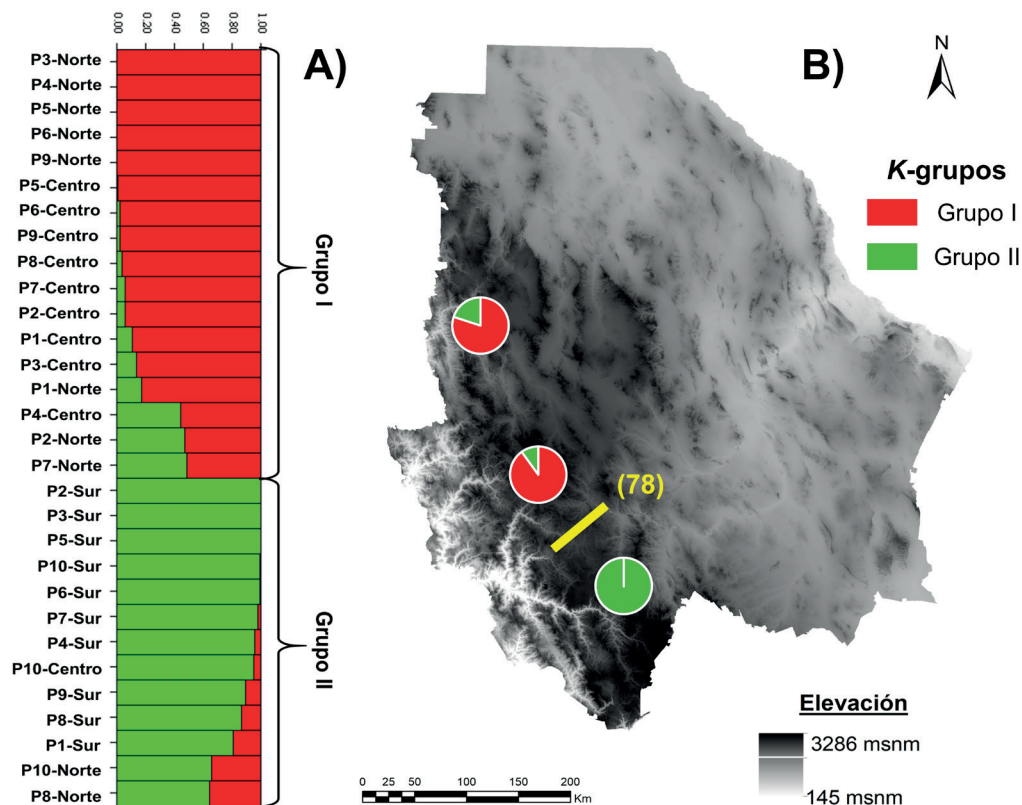 0.00
0.20
0.40
0.60
0.80
1.00
P3-Norte
P4-Norte
P5-Norte
P6-Norte
P9-Norte
P5-Centro
P6-Centro
P9-Centro
P8-Centro
P7-Centro
P2-Centro
P1-Centro
P3-Centro
P1-Norte
P4-Centro
P2-Norte
P7-Norte
P2-Sur
P3-Sur
P5-Sur
P10-Sur
P6-Sur
P7-Sur
P4-Sur
P10-Centro
P9-Sur
P8-Sur
P1-Sur
P10-Norte
P8-Norte
Grupo I
Grupo II
A)
B)
N
K-grupos
Grupo I
Grupo II
(78)
Elevación
3286 msnm
145 msnm
0 25 50 100 150 200
Km